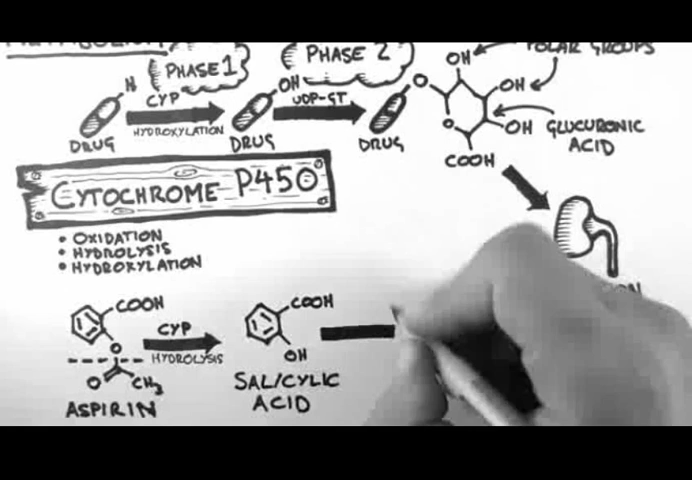 METABOLISM
PHASE 1
PHASE 2
POLAR GROUPS
H
CYP
HYDROXYLATION
DRUG
OH
UDP-GT
DRUG
O
DRUG
OH
OH
OH
O
COOH
GLUCURONIC
ACID
CYTOCHROME P450
• OXIDATION
• HYDROLYSIS
• HYDROXYLATION
COOH
O
O
CH3
ASPIRIN
CYP
HYDROLYSIS
COOH
OH
SALICYLIC
ACID